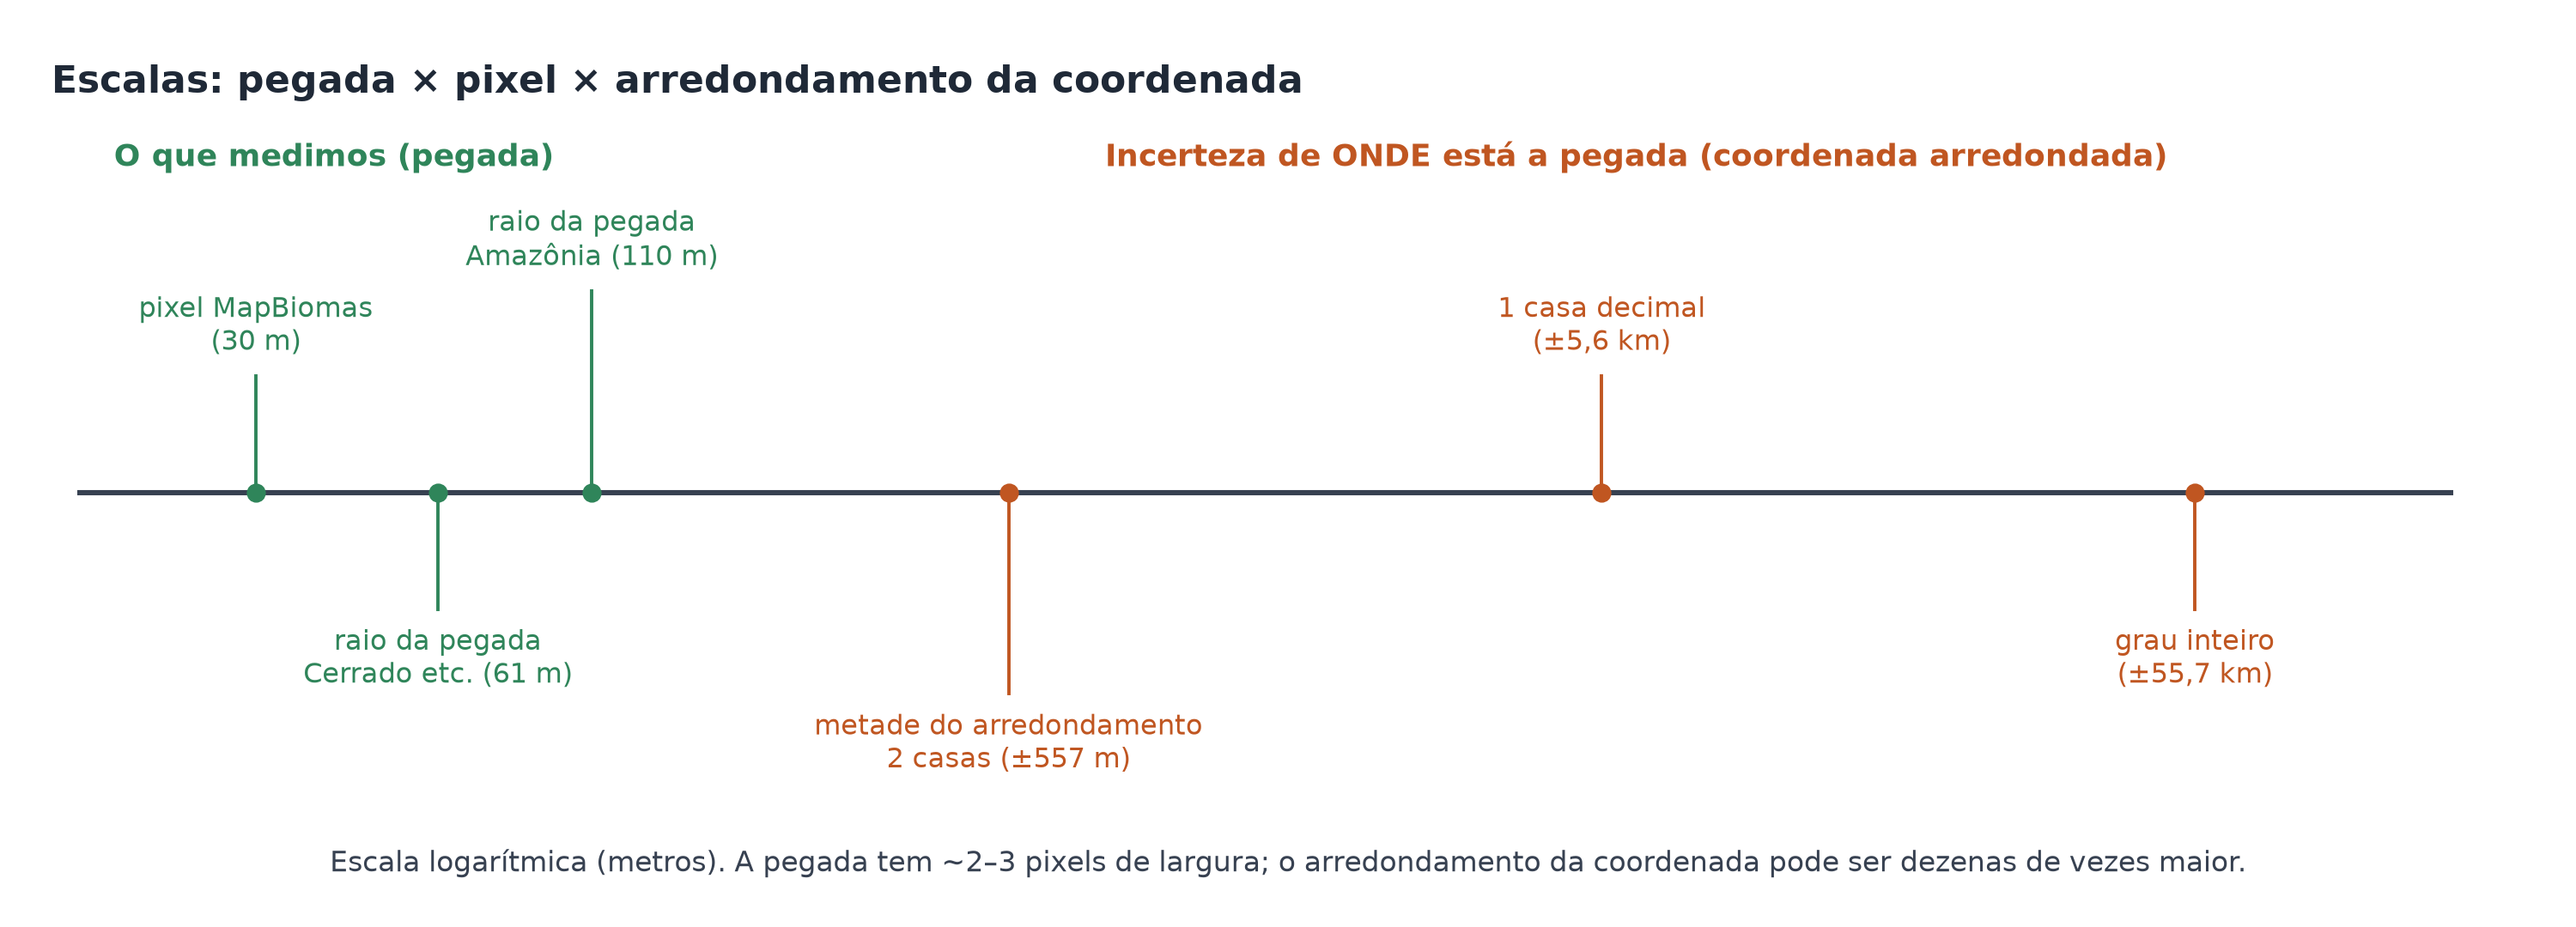 Escalas: pegada × pixel × arredondamento da coordenada
O que medimos (pegada)
Incerteza de ONDE está a pegada (coordenada arredondada)
raio da pegada
Amazônia (110 m)
pixel MapBiomas
(30 m)
1 casa decimal
(±5,6 km)
raio da pegada
Cerrado etc. (61 m)
grau inteiro
(±55,7 km)
metade do arredondamento
2 casas (±557 m)
Escala logarítmica (metros). A pegada tem ~2–3 pixels de largura; o arredondamento da coordenada pode ser dezenas de vezes maior.